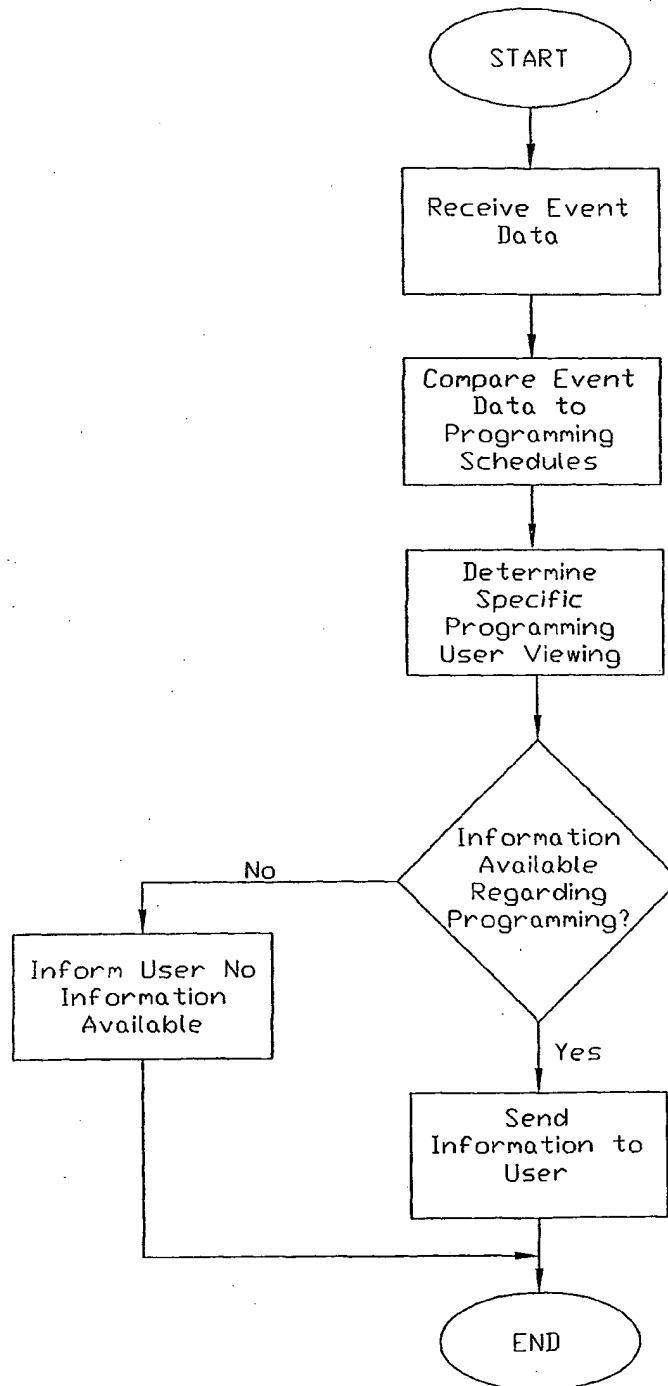 START
Receive Event
Data
Compare Event
Data to
Programming
Schedules
Determine
Specific
Programming
User Viewing
Information
Available
Regarding
Programming?
No
Inform User No
Information
Available
Yes
Send
Information to
User
END